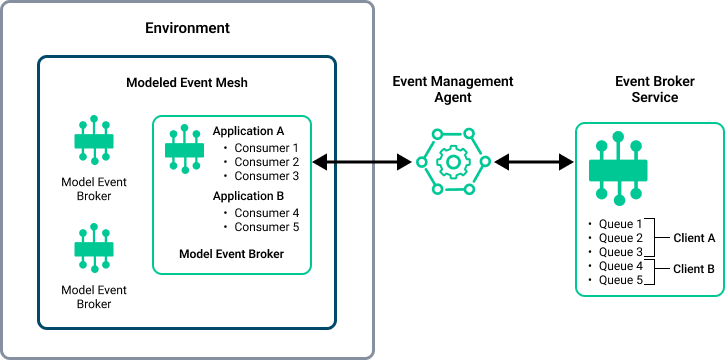 Environment
Modeled Event Mesh
Model Event
Broker
Model Event
Broker
Application A
• Consumer 1
• Consumer 2
• Consumer 3
Application B
• Consumer 4
• Consumer 5
Model Event Broker
Event Management
Agent
Event Broker
Service
• Queue 1
• Queue 2
• Queue 3
• Queue 4
• Queue 5
Client A
Client B